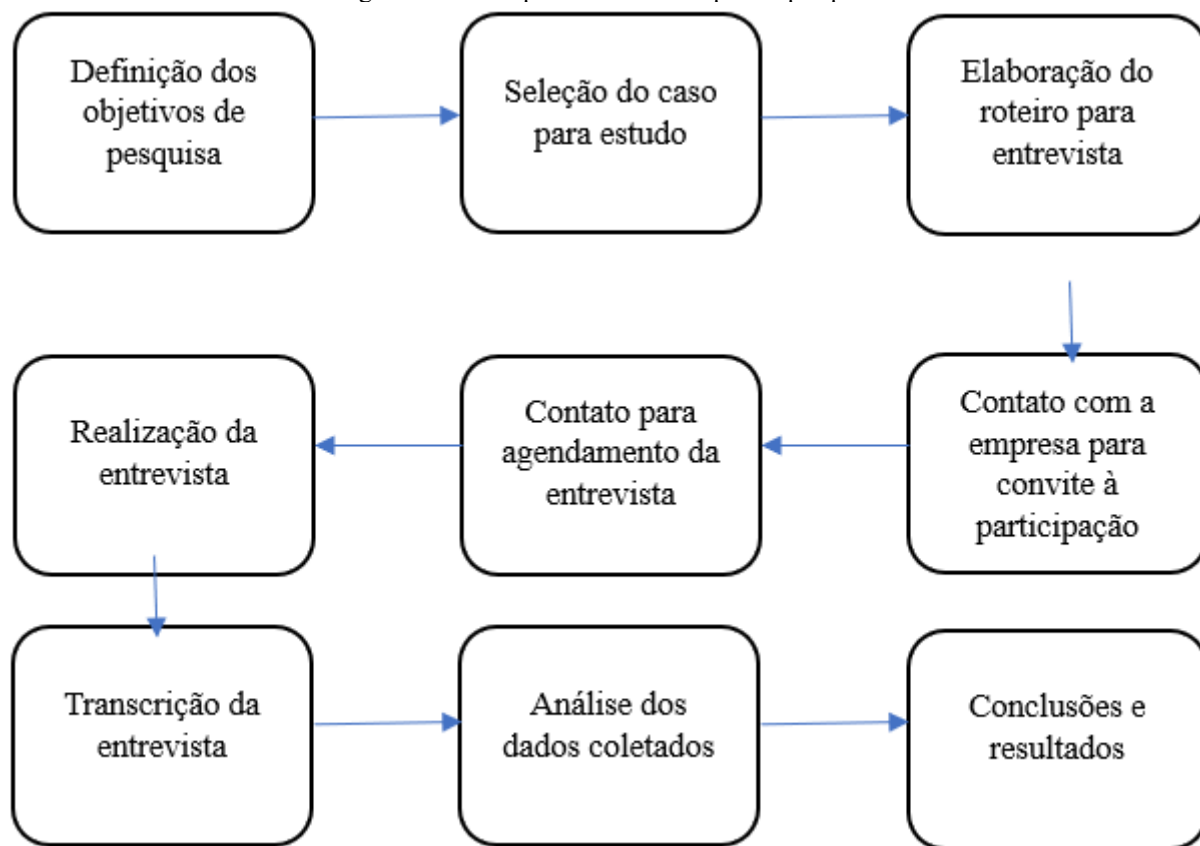 Definição dos
objetivos de
pesquisa
Seleção do caso
para estudo
Elaboração do
roteiro para
entrevista
Contato com a
empresa para
convite à
participação
Contato para
agendamento da
entrevista
Realização da
entrevista
Transcrição da
entrevista
Análise dos
dados coletados
Conclusões e
resultados